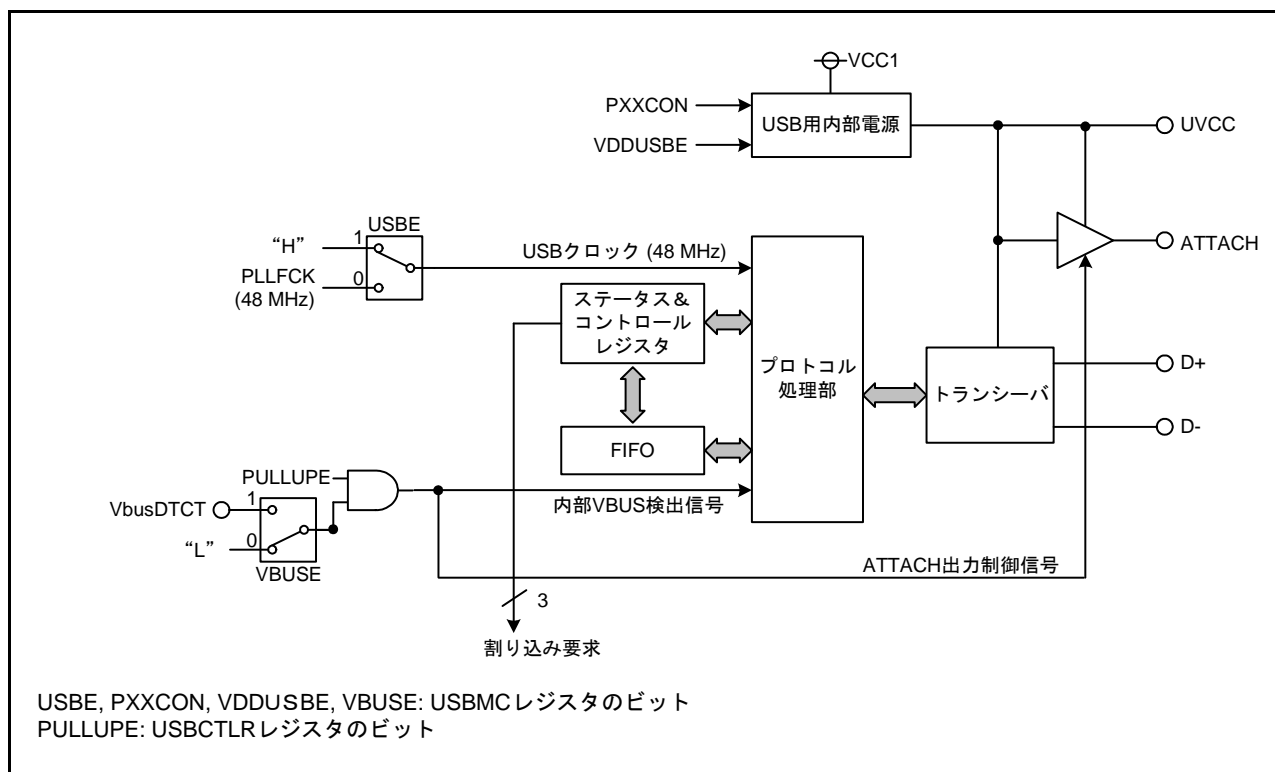 VCC1
PXXCON
VDDUSBE
USB用内部電源
UVCC
USBE
“H”
1
PLLFCK
(48 MHz)
0
USBクロック (48 MHz)
ATTACH
ステータス＆
コントロール
レジスタ
プロトコル
処理部
トランシーバ
D+
D-
FIFO
PULLUPE
VbusDTCT
1
“L”
0
VBUSE
内部VBUS検出信号
ATTACH出力制御信号
3
割り込み要求
USBE, PXXCON, VDDUSBE, VBUSE: USBMCレジスタのビット
PULLUPE: USBCTLRレジスタのビット